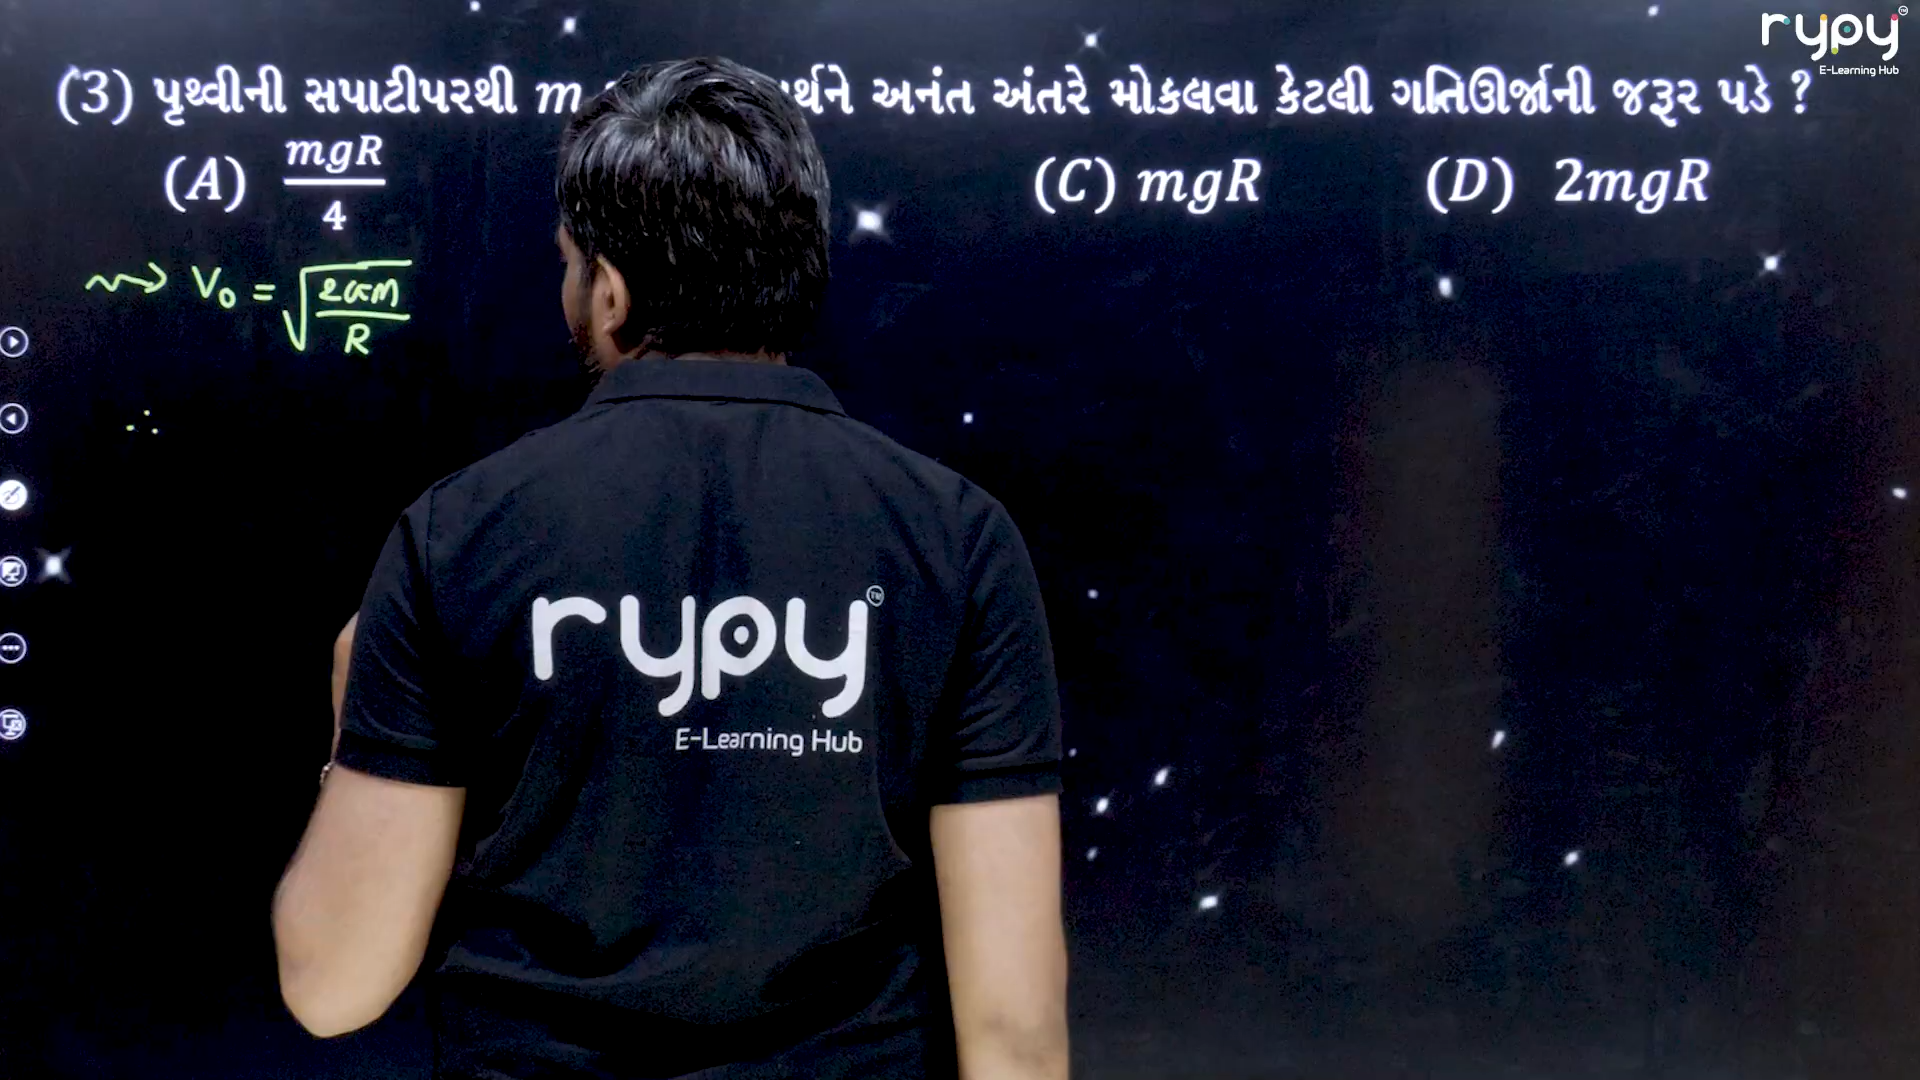 rypy
E-Learning Hub
(3) પૃથ્વીની સપાટીપરથી m અનંત અંતરે મોકલવા કેટલી ગતિઊર્જાની જરૂર પડે ?
(A) mgR/4 (C) mgR (D) 2mgR
⇝ V₀ = √(2GM/R)
∴
rypy TM
E-Learning Hub